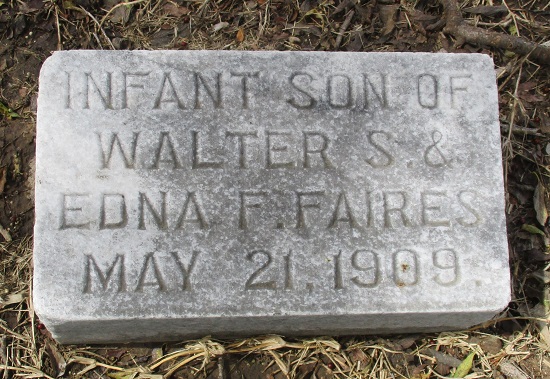 INFANT SON OF
WALTER S. &
EDNA F. FAIRES
MAY 21, 1909.